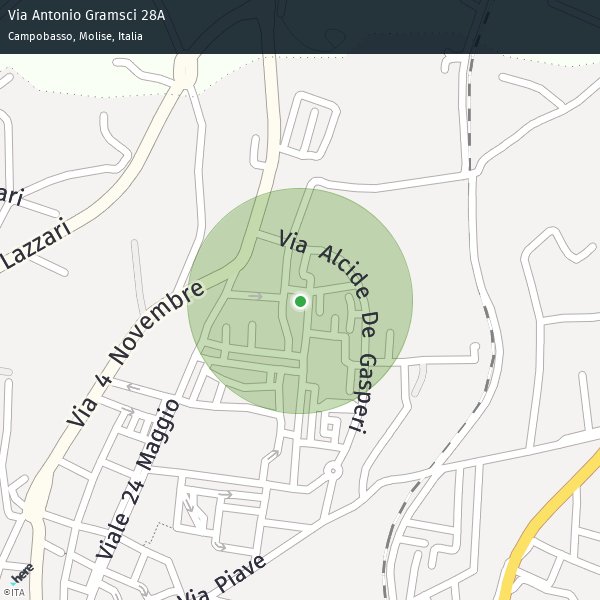 Via Antonio Gramsci 28A
Campobasso, Molise, Italia
ari
Lazzari
Via Alcide De Gasperi
Via 4 Novembre
Viale 24 Maggio
Via Piave
here
©ITA